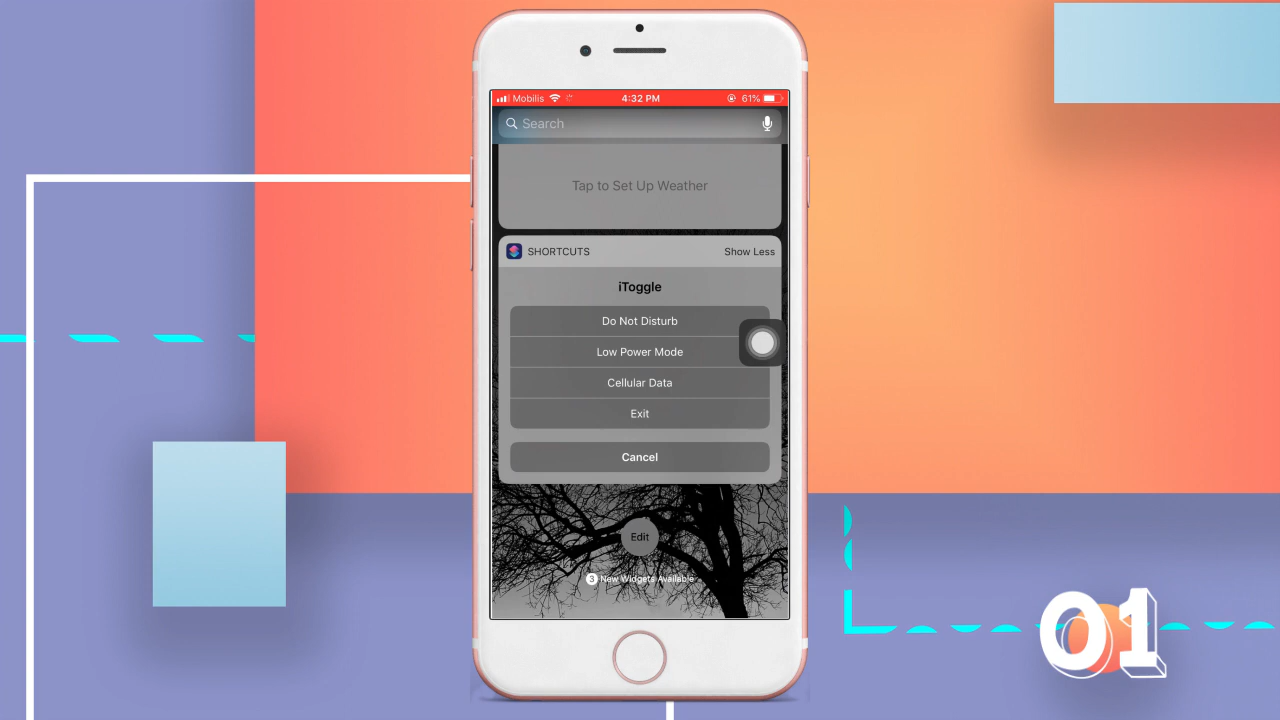 Mobilis 4:32 PM 61%
Search
Tap to Set Up Weather
SHORTCUTS Show Less
iToggle
Do Not Disturb
Low Power Mode
Cellular Data
Exit
Cancel
Edit
3 New Widgets Available
01